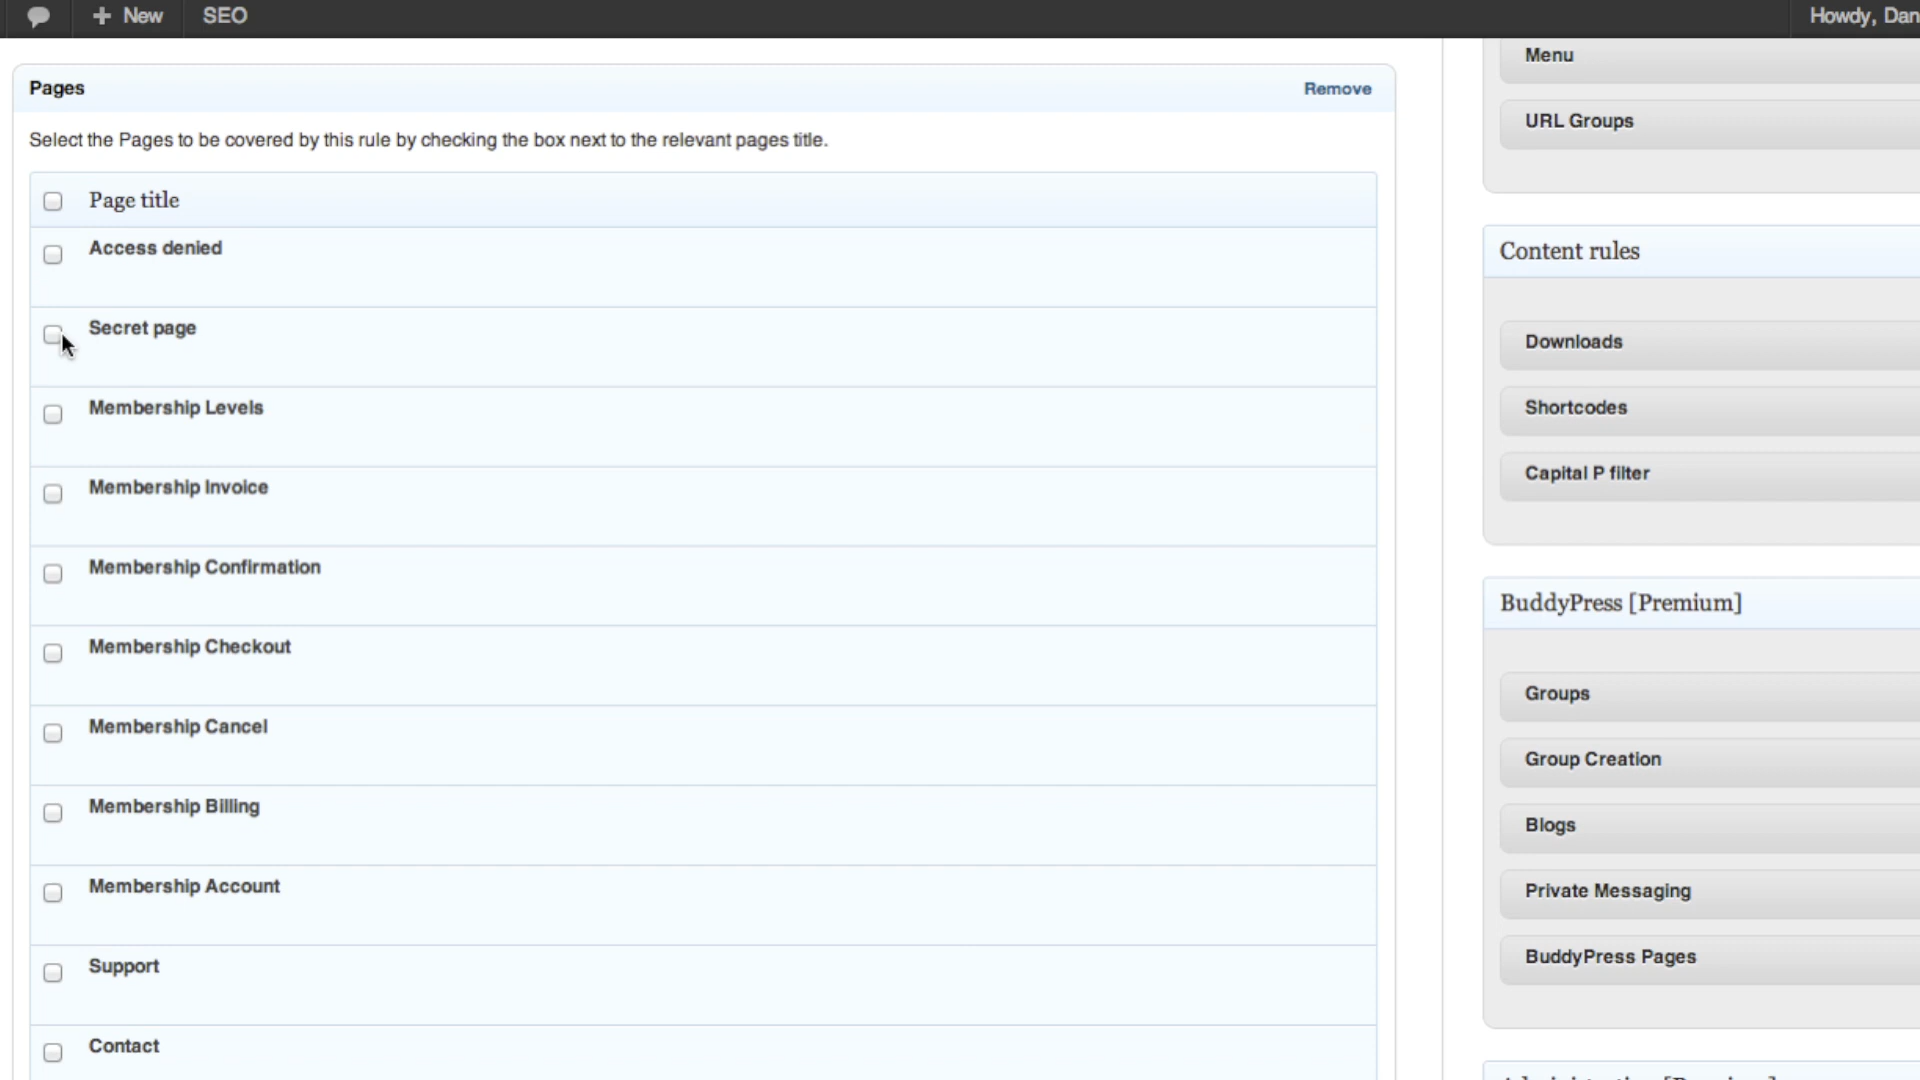 New
SEO
Howdy, Dan
Pages
Remove
Select the Pages to be covered by this rule by checking the box next to the relevant pages title.
Page title
Access denied
Secret page
Membership Levels
Membership Invoice
Membership Confirmation
Membership Checkout
Membership Cancel
Membership Billing
Membership Account
Support
Contact
Menu
URL Groups
Content rules
Downloads
Shortcodes
Capital P filter
BuddyPress [Premium]
Groups
Group Creation
Blogs
Private Messaging
BuddyPress Pages